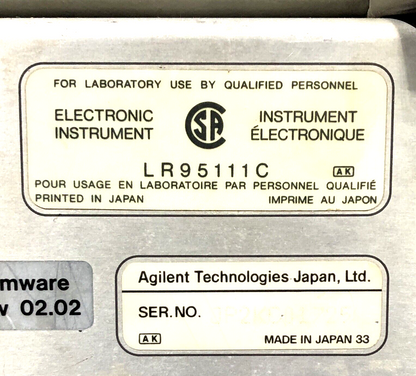 FOR LABORATORY USE BY QUALIFIED PERSONNEL
ELECTRONIC INSTRUMENT
SA
INSTRUMENT ÉLECTRONIQUE
LR95111C
AK
POUR USAGE EN LABORATOIRE PAR PERSONNEL QUALIFIÉ
PRINTED IN JAPAN
IMPRIME AU JAPON
mware
02.02
Agilent Technologies Japan, Ltd.
SER.NO.
AK
MADE IN JAPAN 33